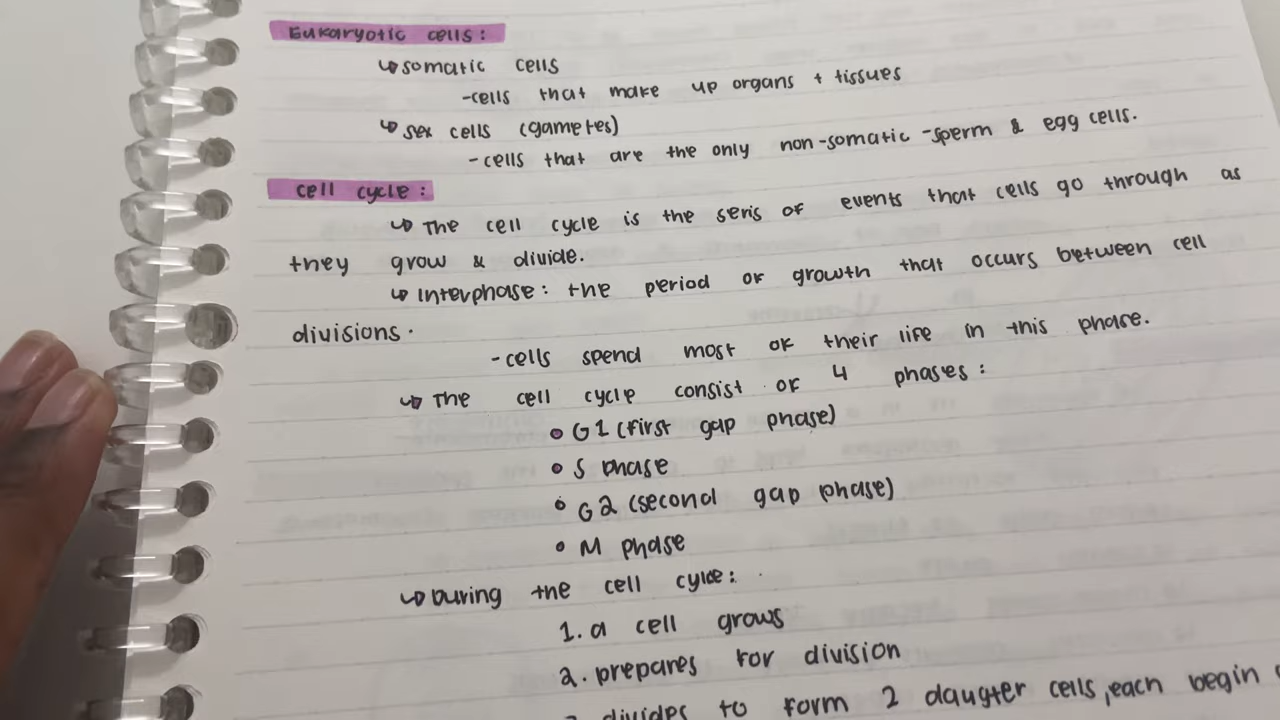 Eukaryotic cells:
↳ somatic cells
-cells that make up organs + tissues
↳ sex cells (gametes)
-cells that are the only non-somatic -sperm & egg cells.
cell cycle:
↳ The cell cycle is the seris of events that cells go through as
they grow & divide.
↳ Interphase: the period of growth that occurs between cell
divisions.
-cells spend most of their life in this phase.
↳ The cell cycle consist of 4 phases:
• G1 (first gap phase)
• S phase
• G2 (second gap phase)
• M phase
↳ During the cell cylce:
1. a cell grows
2. prepares for division
divides to form 2 daugter cells, each begin